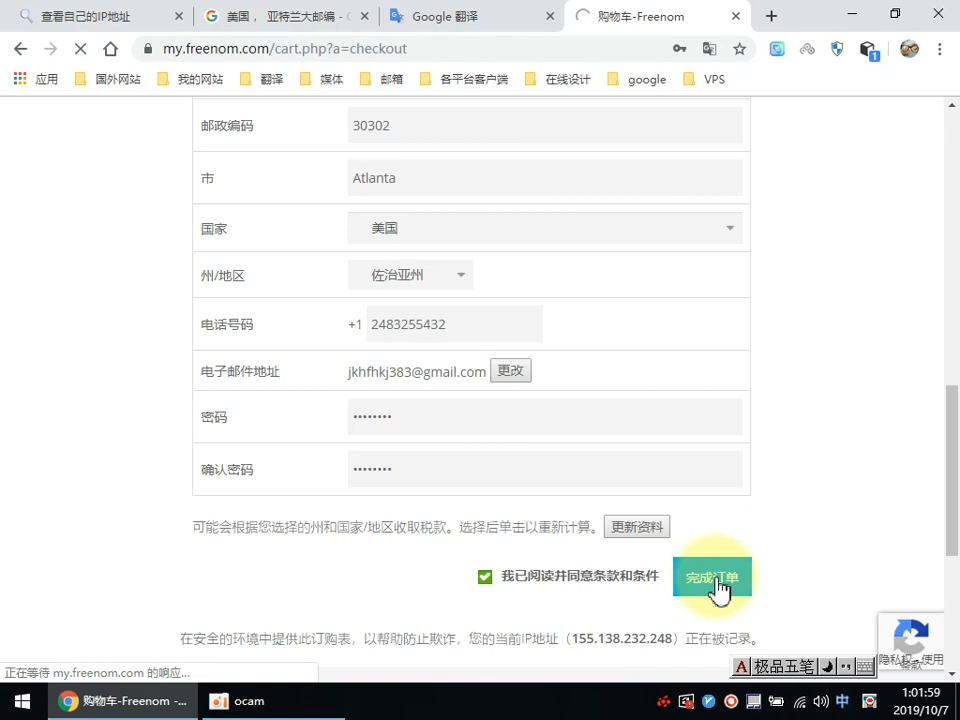 查看自己的IP地址
美国， 亚特兰大邮编 - G
Google 翻译
购物车-Freenom
my.freenom.com/cart.php?a=checkout
应用
国外网站
我的网站
翻译
媒体
邮箱
各平台客户端
在线设计
google
VPS
邮政编码 30302
市 Atlanta
国家 美国
州/地区 佐治亚州
电话号码 +1 2483255432
电子邮件地址 jkhfhkj383@gmail.com 更改
密码 ••••••••
确认密码 ••••••••
可能会根据您选择的州和国家/地区收取税款。选择后单击以重新计算。 更新资料
我已阅读并同意条款和条件 完成订单
在安全的环境中提供此订购表，以帮助防止欺诈，您的当前IP地址（155.138.232.248）正在被记录。
隐私权 - 使用
正在等待 my.freenom.com 的响应...
极品五笔
购物车-Freenom -...
ocam
中
1:01:59
2019/10/7